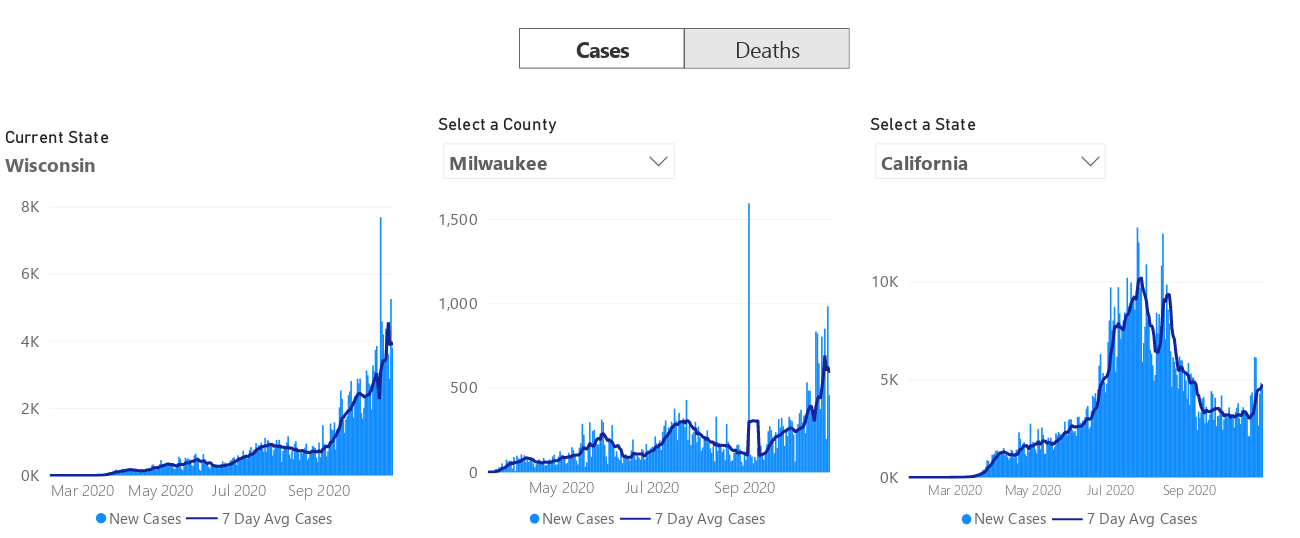 Cases Deaths
Current State
Wisconsin
8K
6K
4K
2K
0K
Mar 2020 May 2020 Jul 2020 Sep 2020
New Cases 7 Day Avg Cases
Select a County
Milwaukee
1,500
1,000
500
0
May 2020 Jul 2020 Sep 2020
New Cases 7 Day Avg Cases
Select a State
California
10K
5K
0K
Mar 2020 May 2020 Jul 2020 Sep 2020
New Cases 7 Day Avg Cases